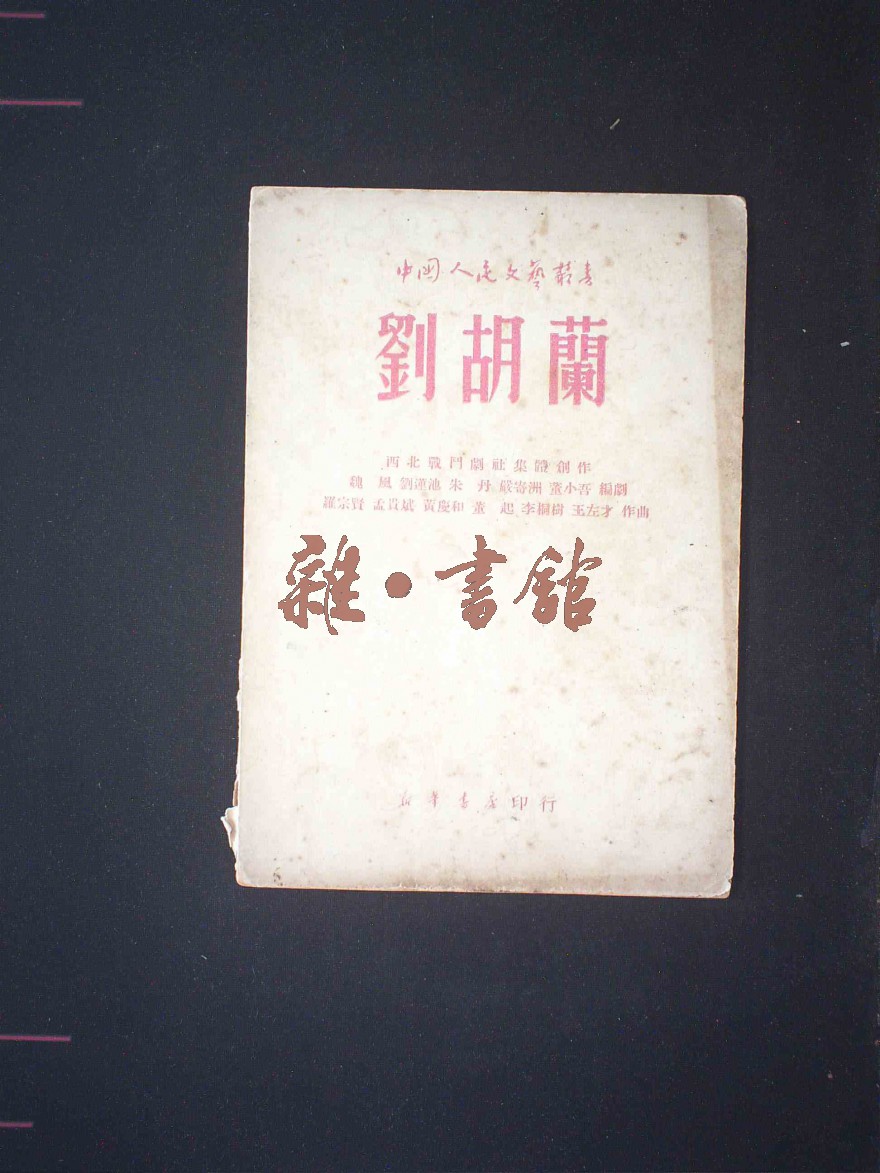 中国人民文藝叢書
劉胡蘭
西北戰鬥劇社集體創作
魏風 劉蓮池 朱丹 嚴寄洲 董小吾 編劇
羅宗賢 孟貴斌 黃慶和 董起 李桐樹 王左才 作曲
雜·書館
新華書店印行